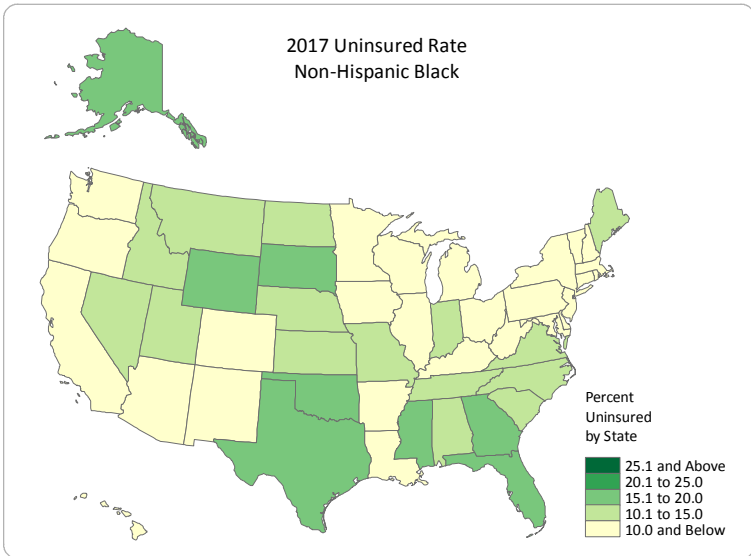 2017 Uninsured Rate
Non-Hispanic Black
Percent
Uninsured
by State
25.1 and Above
20.1 to 25.0
15.1 to 20.0
10.1 to 15.0
10.0 and Below